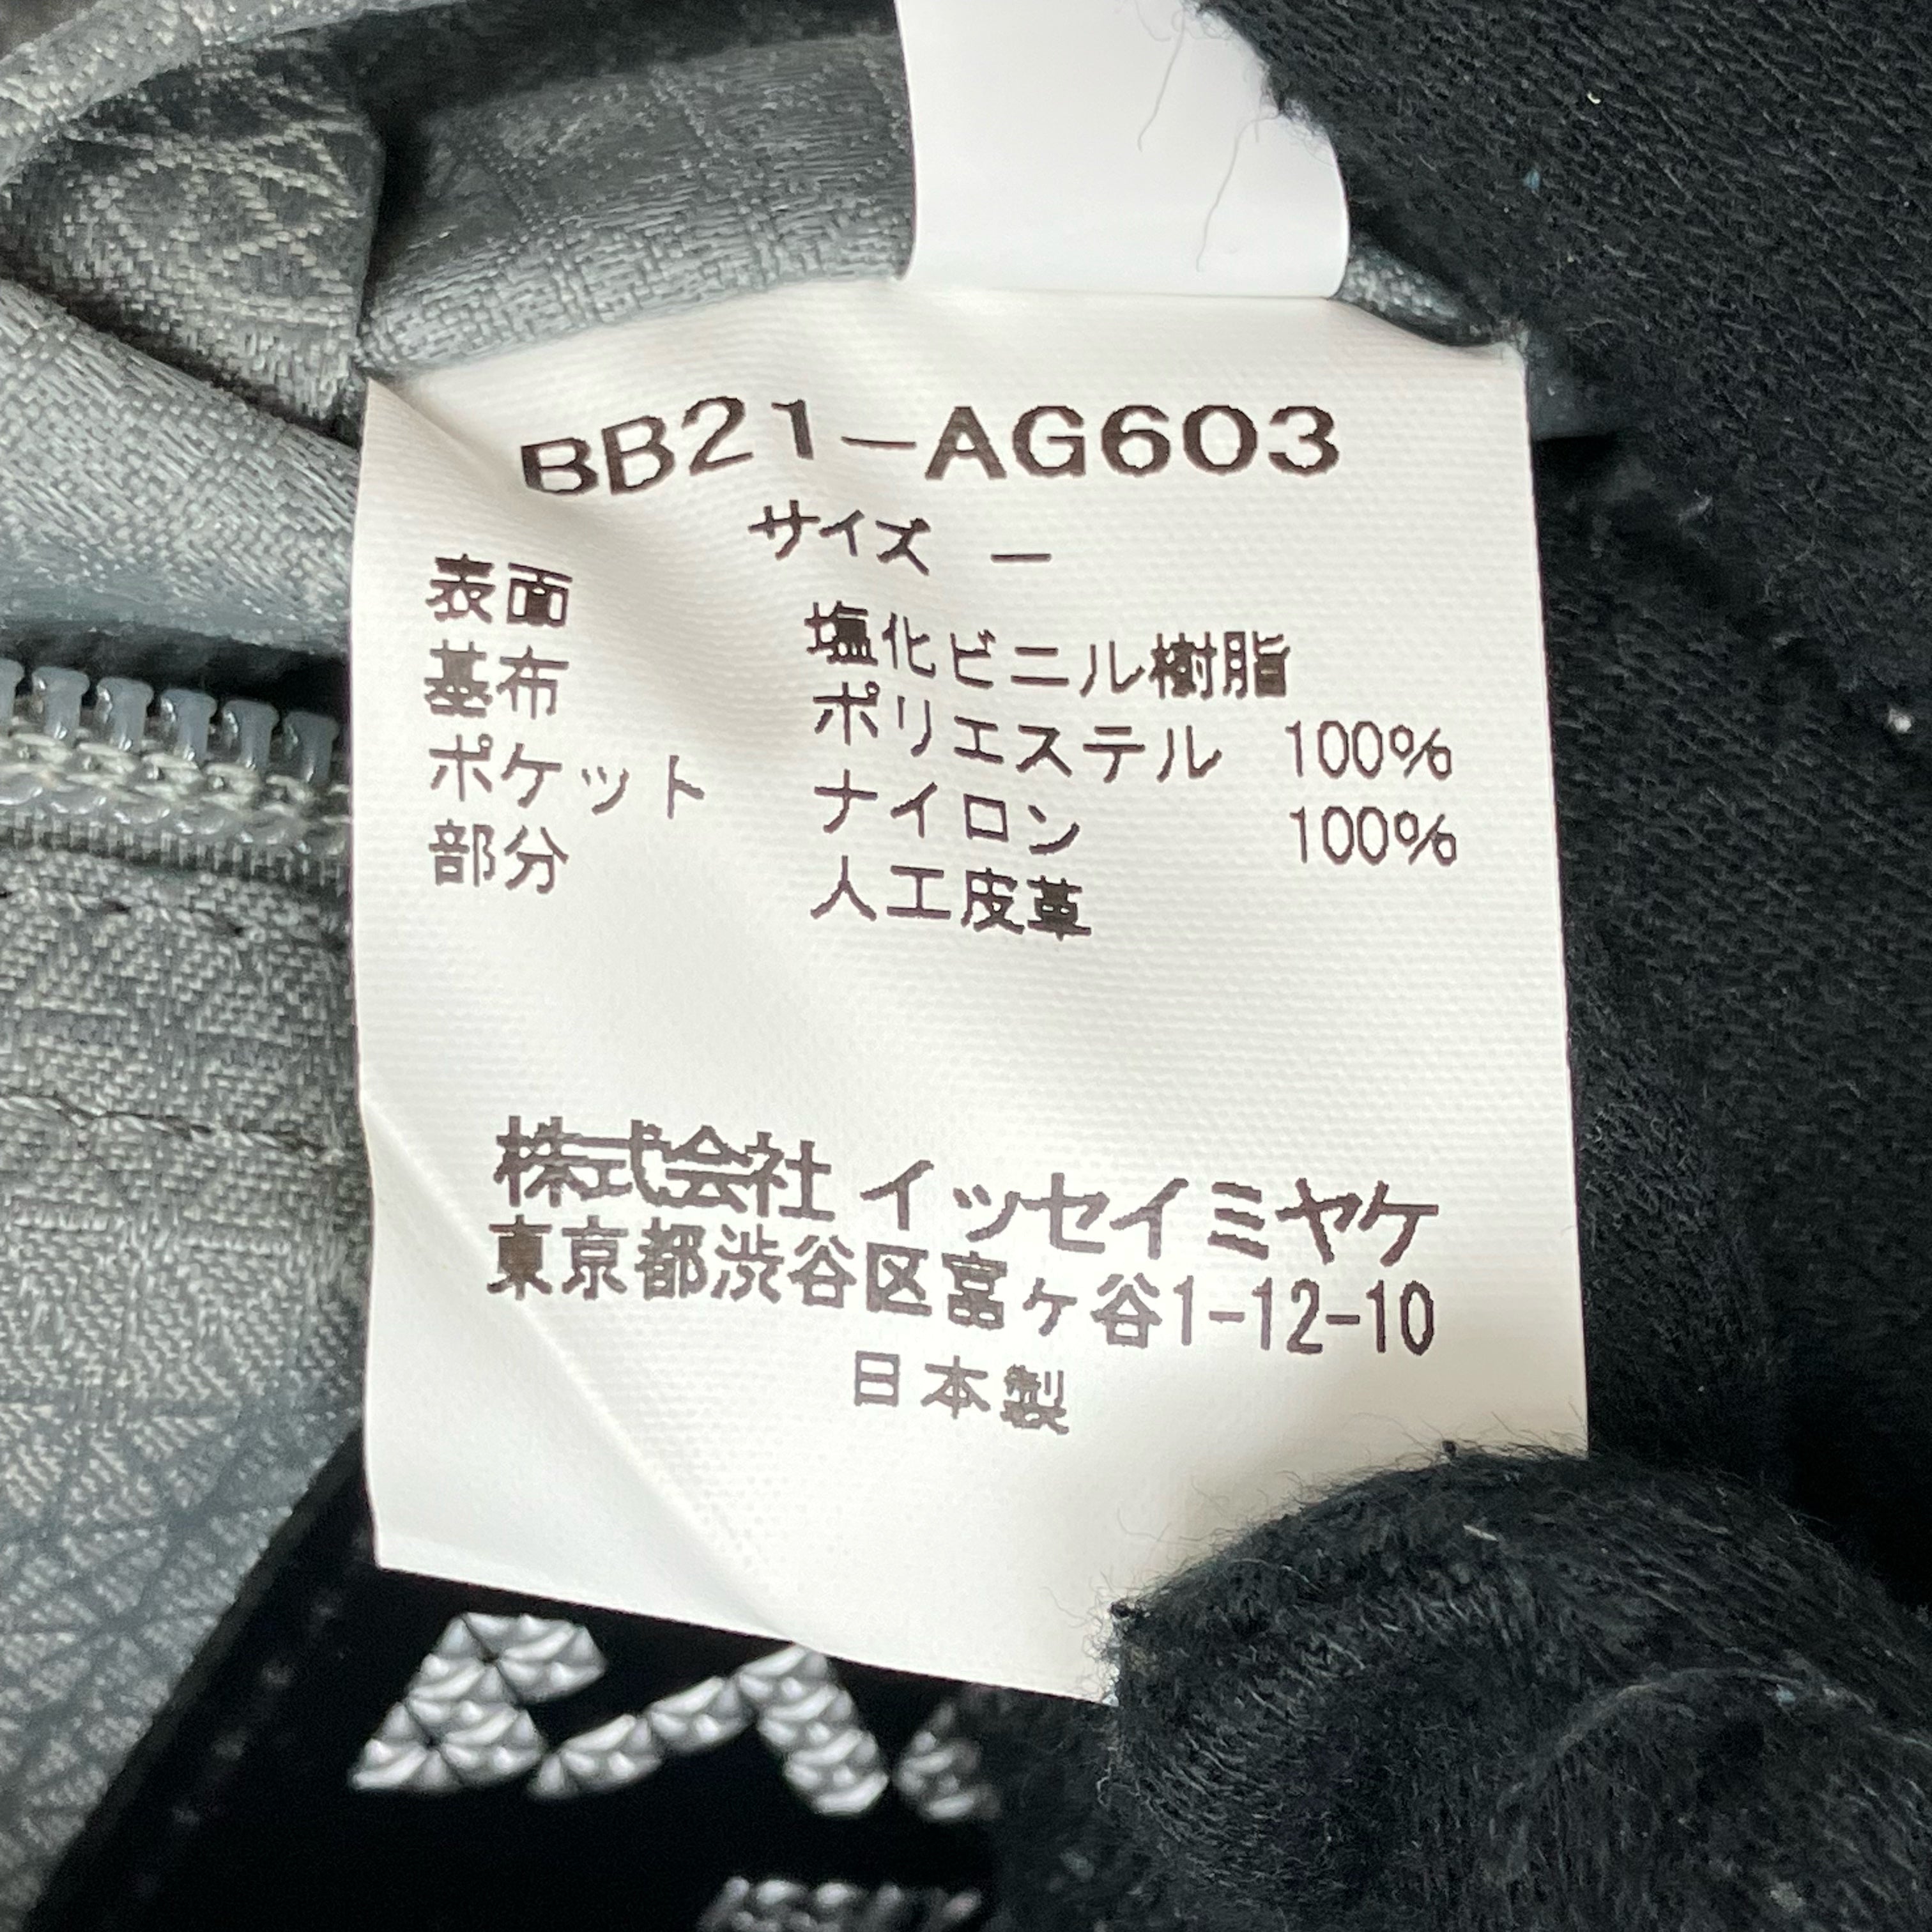 BB21-AG603
サイズ －
表面 塩化ビニル樹脂
基布 ポリエステル 100%
ポケット ナイロン 100%
部分 人工皮革
株式会社 イッセイミヤケ
東京都渋谷区富ヶ谷1-12-10
日本製
BA